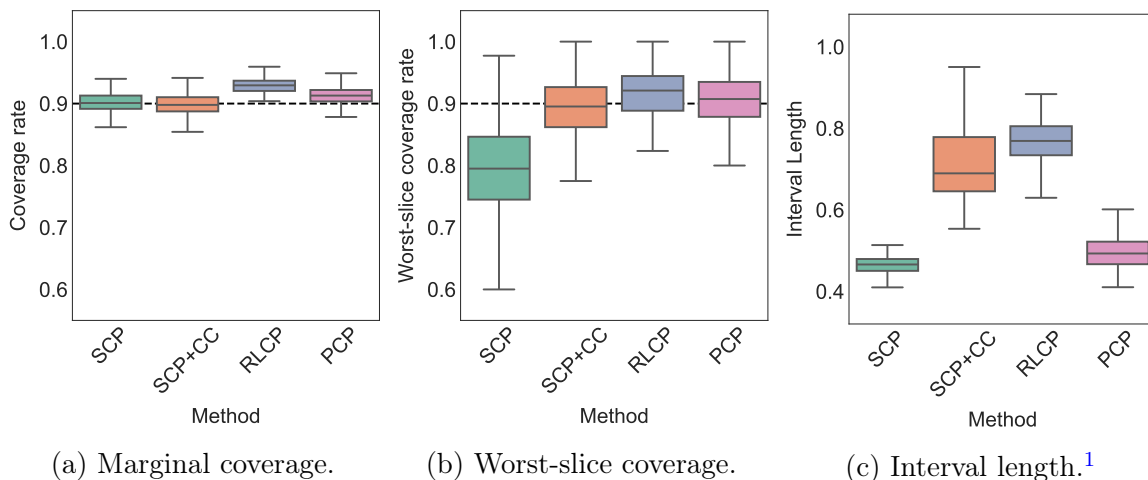 Coverage rate
1.0
0.9
0.8
0.7
0.6
SCP
SCP+CC
RLCP
PCP
Method
(a) Marginal coverage.
Worst-slice coverage rate
1.0
0.9
0.8
0.7
0.6
SCP
SCP+CC
RLCP
PCP
Method
(b) Worst-slice coverage.
Interval Length
1.0
0.8
0.6
0.4
SCP
SCP+CC
RLCP
PCP
Method
(c) Interval length.¹